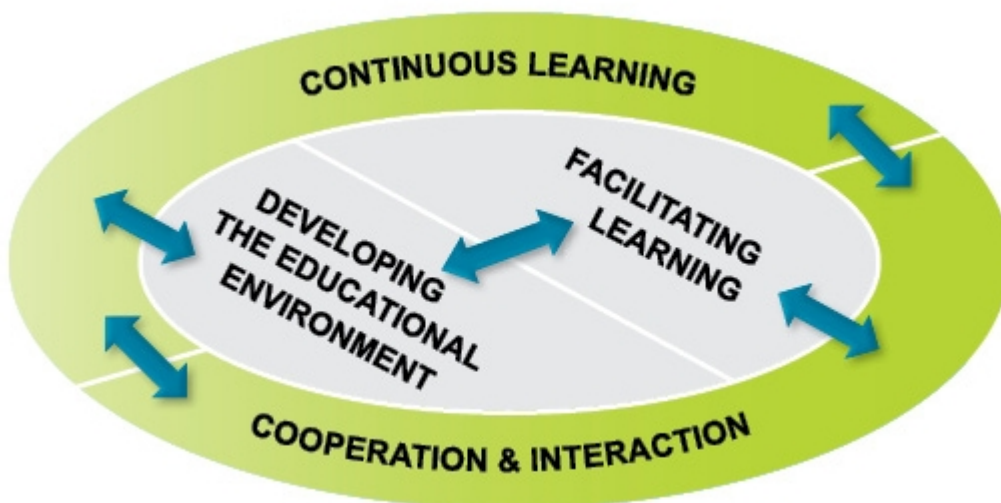 CONTINUOUS LEARNING
FACILITATING
LEARNING
DEVELOPING
THE EDUCATIONAL
ENVIRONMENT
COOPERATION & INTERACTION